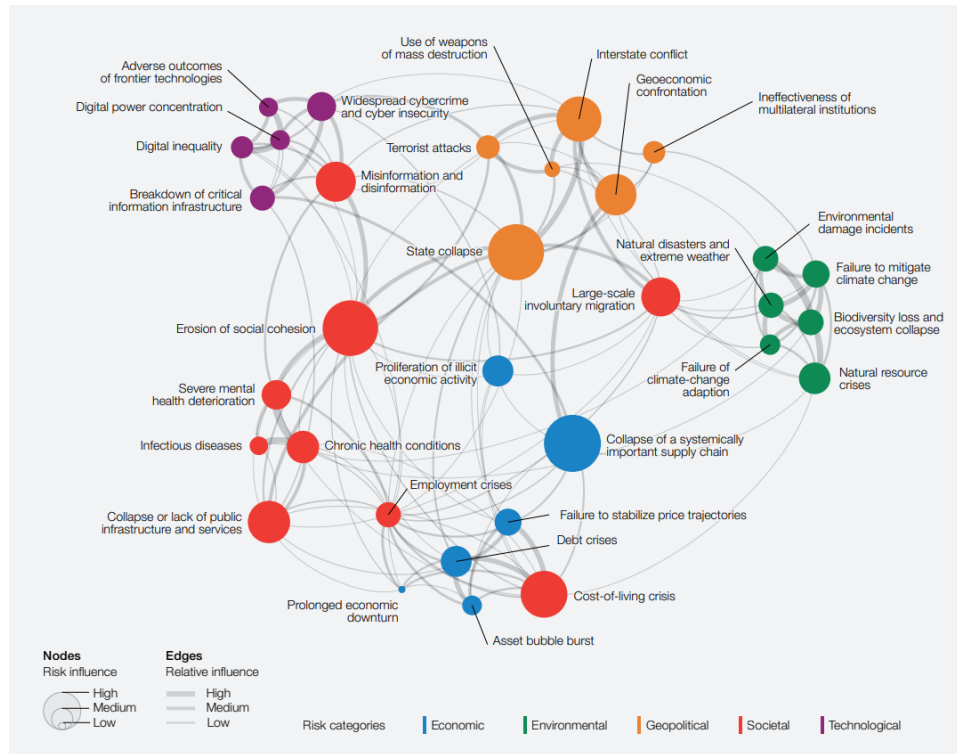 Use of weapons
of mass destruction
Interstate conflict
Adverse outcomes
of frontier technologies
Geoeconomic
confrontation
Digital power concentration
Widespread cybercrime
and cyber insecurity
Ineffectiveness of
multilateral institutions
Digital inequality
Terrorist attacks
Misinformation and
disinformation
Breakdown of critical
information infrastructure
Environmental
damage incidents
State collapse
Natural disasters and
extreme weather
Failure to mitigate
climate change
Large-scale
involuntary migration
Erosion of social cohesion
Biodiversity loss and
ecosystem collapse
Proliferation of illicit
economic activity
Failure of
climate-change
adaption
Natural resource
crises
Severe mental
health deterioration
Infectious diseases
Chronic health conditions
Collapse of a systemically
important supply chain
Employment crises
Collapse or lack of public
infrastructure and services
Failure to stabilize price trajectories
Debt crises
Prolonged economic
downturn
Cost-of-living crisis
Asset bubble burst
Nodes
Risk influence
High
Medium
Low
Edges
Relative influence
High
Medium
Low
Risk categories
Economic
Environmental
Geopolitical
Societal
Technological